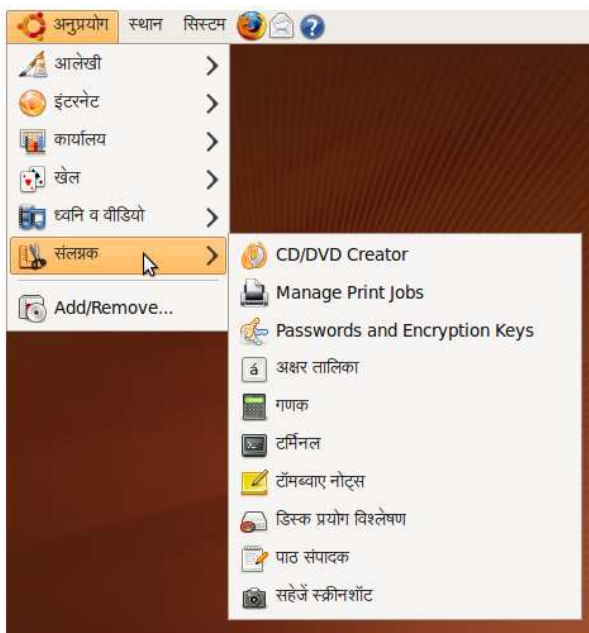 अनुप्रयोग स्थान सिस्टम
आलेखी
इंटरनेट
कार्यालय
खेल
ध्वनि व वीडियो
संलग्नक
Add/Remove...
CD/DVD Creator
Manage Print Jobs
Passwords and Encryption Keys
अक्षर तालिका
गणक
टर्मिनल
टॉमब्वाए नोट्स
डिस्क प्रयोग विश्लेषण
पाठ संपादक
सहेजें स्क्रीनशॉट